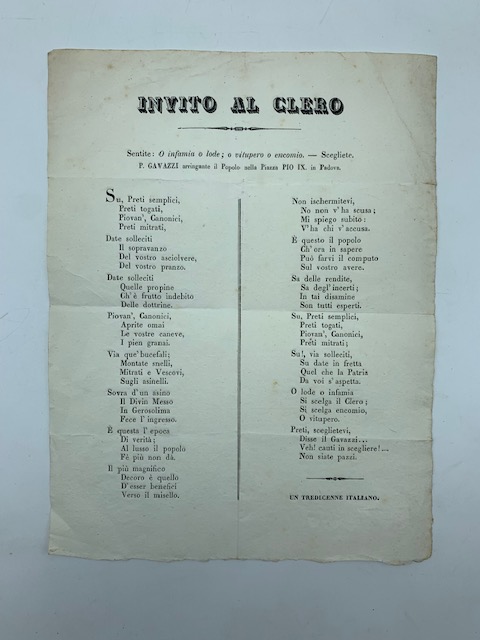 INVITO AL CLERO
Sentite: O infamia o lode; o vitupero o encomio. — Scegliete.
P. GAVAZZI arringante il Popolo nella Piazza PIO IX. in Padova.
Su, Preti semplici,
Preti togati,
Piovan', Canonici,
Preti mitrati,
Date solleciti
Il sopravanzo
Del vostro asciolvere,
Del vostro pranzo.
Date solleciti
Quelle propine
Ch'è frutto indebito
Delle dottrine.
Piovan', Canonici,
Aprite omai
Le vostre caneve,
I pien granai.
Via que' bucefali;
Montate snelli,
Mitrati e Vescovi,
Sugli asinelli.
Sovra d'un asino
Il Divin Messo
In Gerosolima
Fece l'ingresso.
È questa l'epoca
Di verità;
Al lusso il popolo
Fè più non dà.
Il più magnifico
Decoro è quello
D'esser benefici
Verso il misello.
Non ischermitevi,
No non v'ha scusa;
Mi spiego subito:
V'ha chi v'accusa.
È questo il popolo
Ch'ora in sapere
Può farvi il computo
Sul vostro avere.
Sa delle rendite,
Sa degl'incerti;
In tai disamine
Son tutti esperti.
Su, Preti semplici,
Preti togati,
Piovan', Canonici,
Preti mitrati;
Su!, via solleciti,
Su date in fretta
Quel che la Patria
Da voi s'aspetta.
O lode o infamia
Si scelga il Clero;
Si scelga encomio,
O vitupero.
Preti, sceglietevi,
Disse il Gavazzi...
Veh! cauti in scegliere!...
Non siate pazzi.
UN TREDICENNE ITALIANO.